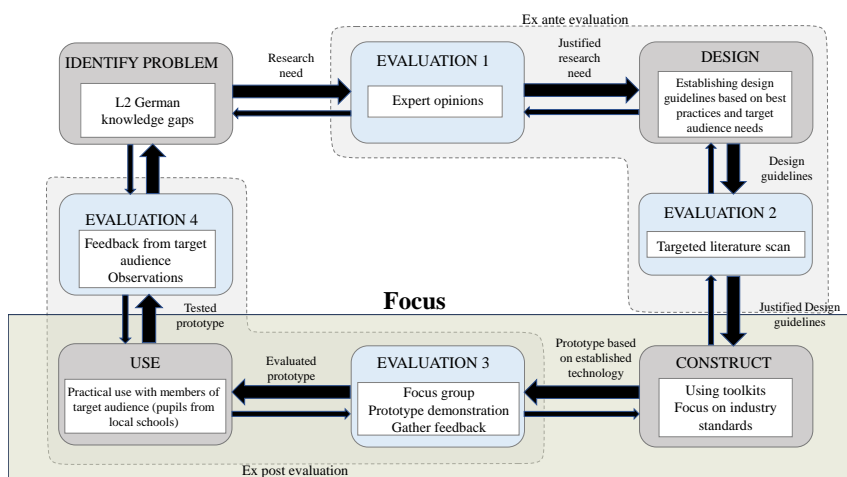 Ex ante evaluation
IDENTIFY PROBLEM
L2 German
knowledge gaps
Research
need
EVALUATION 1
Expert opinions
Justified
research
need
DESIGN
Establishing design
guidelines based on best
practices and target
audience needs
Design
guidelines
EVALUATION 4
Feedback from target
audience
Observations
EVALUATION 2
Targeted literature scan
Focus
Tested
prototype
Justified Design
guidelines
USE
Practical use with members of
target audience (pupils from
local schools)
Evaluated
prototype
EVALUATION 3
Focus group
Prototype demonstration
Gather feedback
Prototype based
on established
technology
CONSTRUCT
Using toolkits
Focus on industry
standards
Ex post evaluation